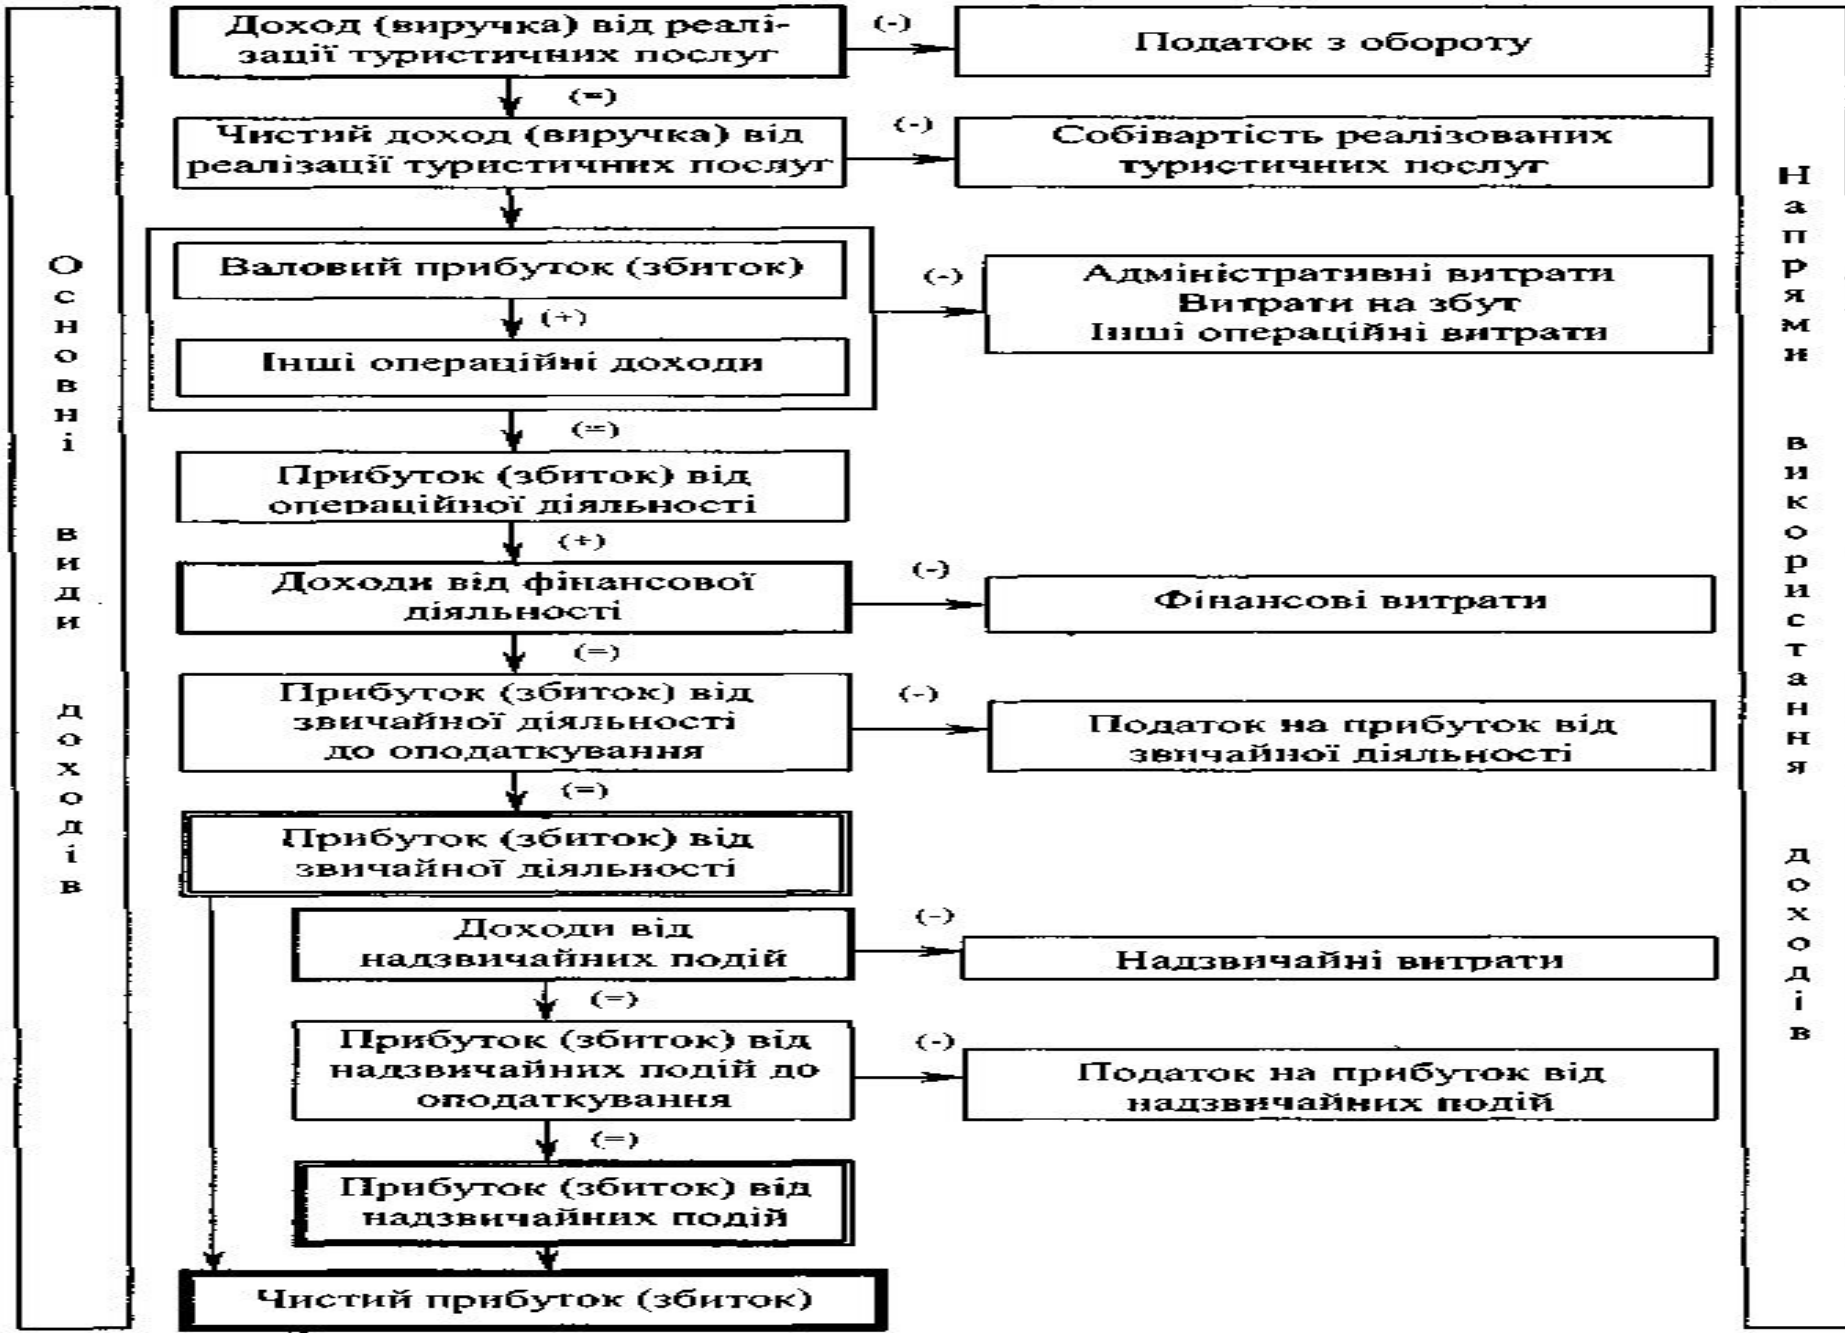 Основні види доходів
Доход (виручка) від реалі-
зації туристичних послуг
(-)
Податок з обороту
(=)
Чистий доход (виручка) від
реалізації туристичних послуг
(-)
Собівартість реалізованих
туристичних послуг
Валовий прибуток (збиток)
(+)
Інші операційні доходи
(-)
Адміністративні витрати
Витрати на збут
Інші операційні витрати
(=)
Прибуток (збиток) від
операційної діяльності
(+)
Доходи від фінансової
діяльності
(-)
Фінансові витрати
(=)
Прибуток (збиток) від
звичайної діяльності
до оподаткування
(-)
Податок на прибуток від
звичайної діяльності
(=)
Прибуток (збиток) від
звичайної діяльності
Доходи від
надзвичайних подій
(-)
Надзвичайні витрати
(=)
Прибуток (збиток) від
надзвичайних подій до
оподаткування
(-)
Податок на прибуток від
надзвичайних подій
(=)
Прибуток (збиток) від
надзвичайних подій
Чистий прибуток (збиток)
Напрями використання доходів